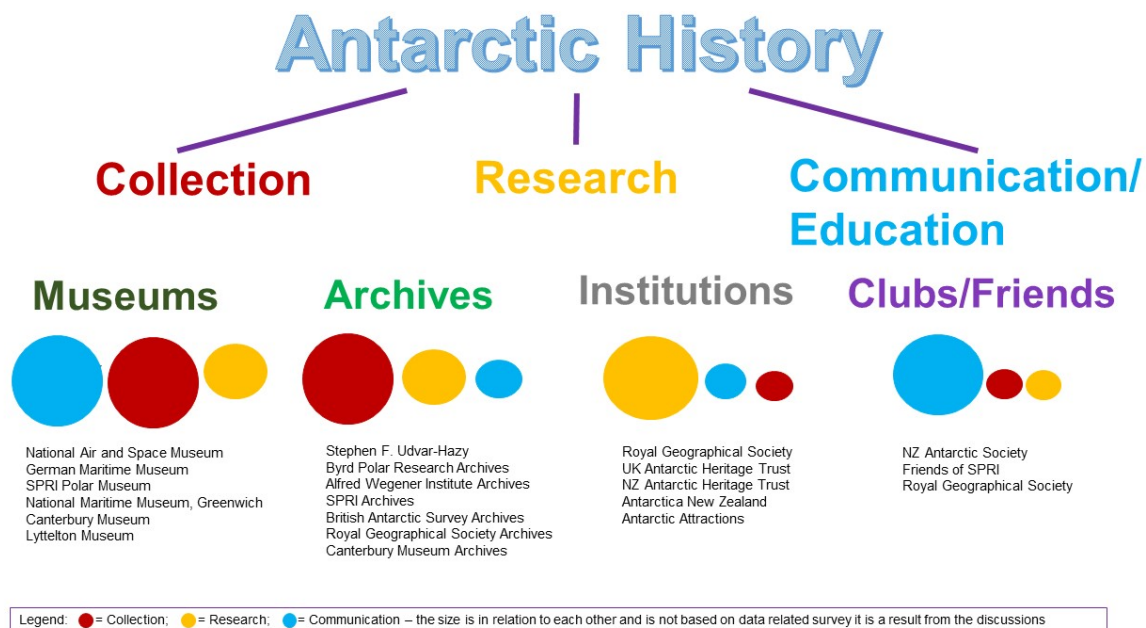 Antarctic History
Collection
Research
Communication/
Education
Museums
Archives
Institutions
Clubs/Friends
National Air and Space Museum
German Maritime Museum
SPRI Polar Museum
National Maritime Museum, Greenwich
Canterbury Museum
Lyttelton Museum
Stephen F. Udvar-Hazy
Byrd Polar Research Archives
Alfred Wegener Institute Archives
SPRI Archives
British Antarctic Survey Archives
Royal Geographical Society Archives
Canterbury Museum Archives
Royal Geographical Society
UK Antarctic Heritage Trust
NZ Antarctic Heritage Trust
Antarctica New Zealand
Antarctic Attractions
NZ Antarctic Society
Friends of SPRI
Royal Geographical Society
Legend: = Collection; = Research; = Communication – the size is in relation to each other and is not based on data related survey it is a result from the discussions